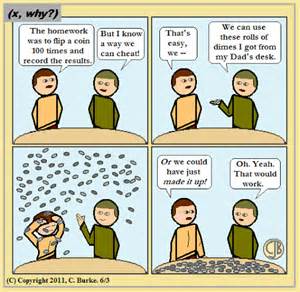 (x, why?)
The homework
was to flip a coin
100 times and
record the results.
But I know
a way we
can cheat!
That's
easy,
we --
We can use
these rolls of
dimes I got from
my Dad's desk.
Or we could
have just
made it up!
Oh. Yeah.
That would
work.
CB
(C) Copyright 2011, C. Burke. 6/3